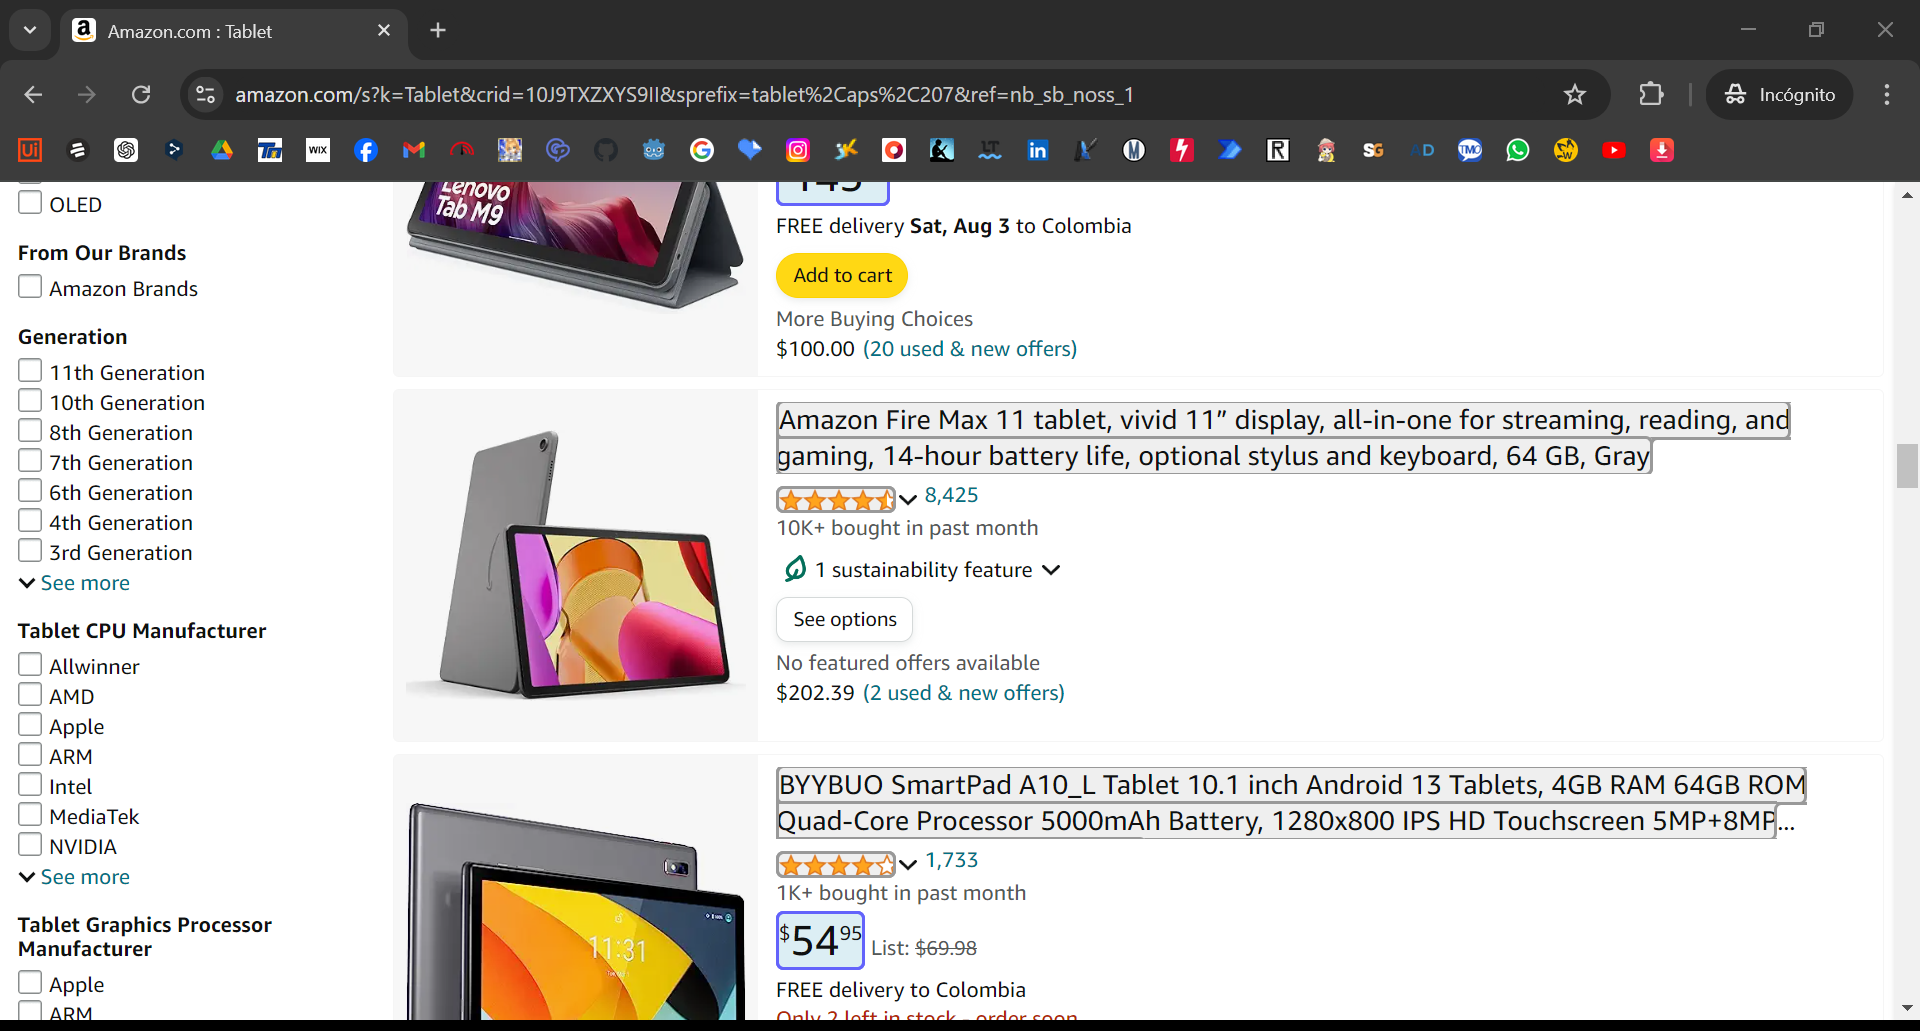 Amazon.com : Tablet
amazon.com/s?k=Tablet&crid=10J9TXZXYS9II&sprefix=tablet%2Caps%2C207&ref=nb_sb_noss_1
Incógnito
OLED
From Our Brands
Amazon Brands
Generation
11th Generation
10th Generation
8th Generation
7th Generation
6th Generation
4th Generation
3rd Generation
See more
Tablet CPU Manufacturer
Allwinner
AMD
Apple
ARM
Intel
MediaTek
NVIDIA
See more
Tablet Graphics Processor
Manufacturer
Apple
ARM
Lenovo
Tab M9
FREE delivery Sat, Aug 3 to Colombia
Add to cart
More Buying Choices
$100.00 (20 used & new offers)
Amazon Fire Max 11 tablet, vivid 11” display, all-in-one for streaming, reading, and
gaming, 14-hour battery life, optional stylus and keyboard, 64 GB, Gray
8,425
10K+ bought in past month
1 sustainability feature
See options
No featured offers available
$202.39 (2 used & new offers)
11:31
BYYBUO SmartPad A10_L Tablet 10.1 inch Android 13 Tablets, 4GB RAM 64GB ROM
Quad-Core Processor 5000mAh Battery, 1280x800 IPS HD Touchscreen 5MP+8MP...
1,733
1K+ bought in past month
$54.95 List: $69.98
FREE delivery to Colombia
Only 2 left in stock - order soon